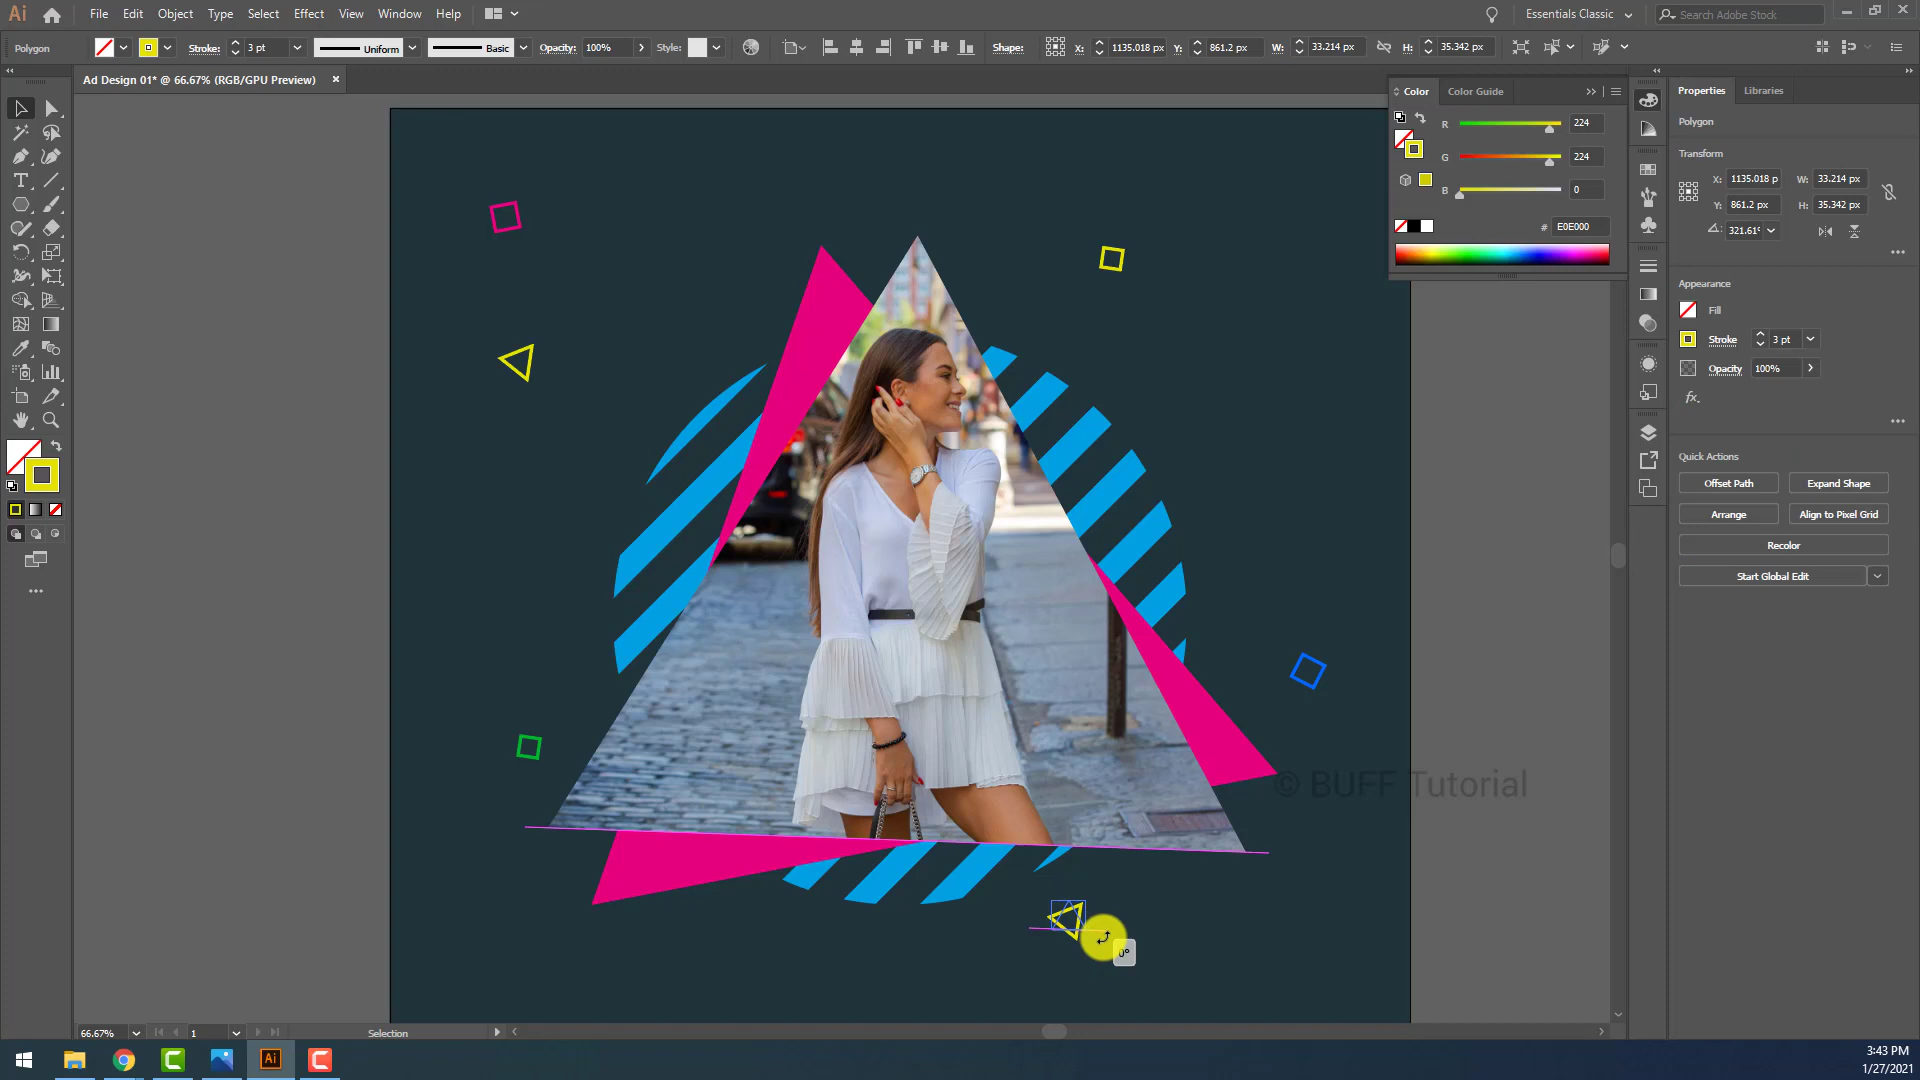 Ai File Edit Object Type Select Effect View Window Help Essentials Classic Search Adobe Stock
Polygon Stroke: 3 pt Uniform Basic Opacity: 100% Style: Shape: X: 1135.018 px Y: 861.2 px W: 33.214 px H: 35.342 px
Ad Design 01* @ 66.67% (RGB/GPU Preview) ×
Color Color Guide
R 224
G 224
B 0
# E0E000
Properties Libraries
Polygon
Transform
X: 1135.018 p W: 33.214 px
Y: 861.2 px H: 35.342 px
321.61°
Appearance
Fill
Stroke 3 pt
Opacity 100%
fx.
Quick Actions
Offset Path Expand Shape
Arrange Align to Pixel Grid
Recolor
Start Global Edit
© BUFF Tutorial
0°
66.67% 1 Selection
Ai
3:43 PM
1/27/2021